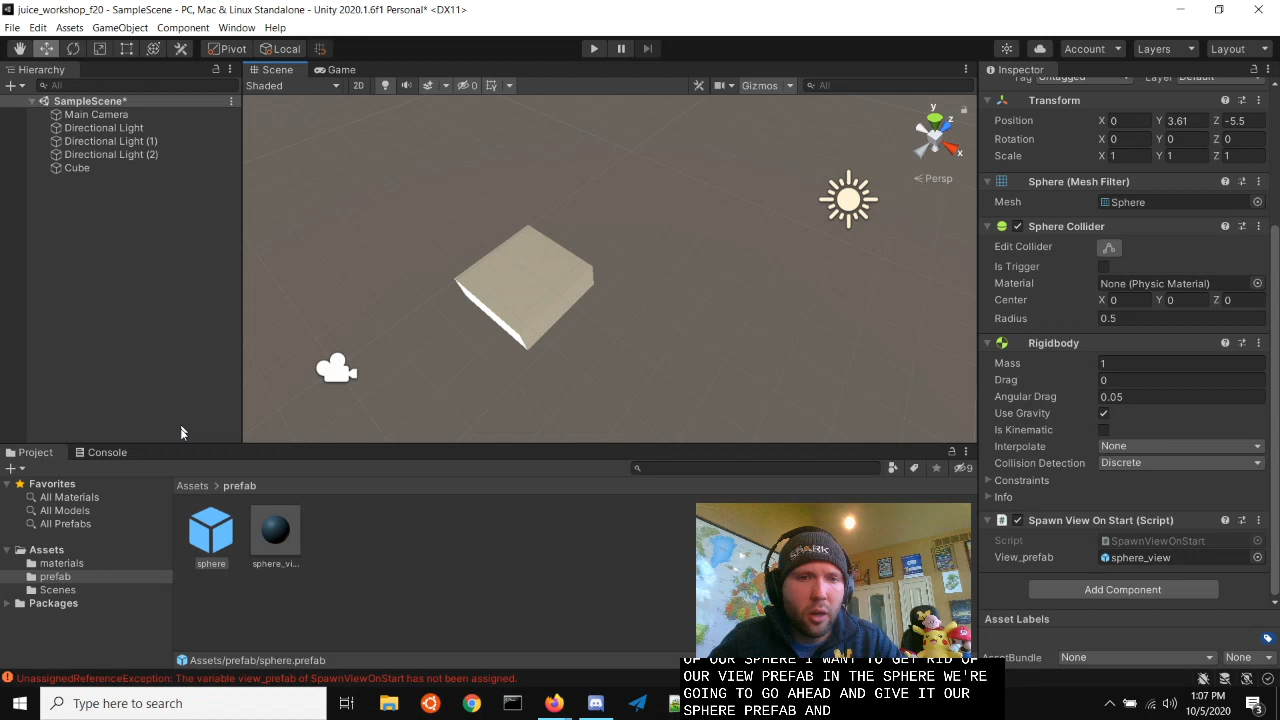 juice_workshop_f20 - SampleScene - PC, Mac & Linux Standalone - Unity 2020.1.6f1 Personal* <DX11>
File Edit Assets GameObject Component Window Help
Pivot Local Account Layers Layout
Hierarchy Scene Game Inspector
All Shaded 2D 0 Gizmos All
Tag Untagged Layer Default
SampleScene*
Main Camera
Directional Light
Directional Light (1)
Directional Light (2)
Cube
y
z
x
Persp
Transform
Position X 0 Y 3.61 Z -5.5
Rotation X 0 Y 0 Z 0
Scale X 1 Y 1 Z 1
Sphere (Mesh Filter)
Mesh Sphere
Sphere Collider
Edit Collider
Is Trigger
Material None (Physic Material)
Center X 0 Y 0 Z 0
Radius 0.5
Rigidbody
Mass 1
Drag 0
Angular Drag 0.05
Use Gravity
Is Kinematic
Interpolate None
Collision Detection Discrete
Constraints
Info
Spawn View On Start (Script)
Script SpawnViewOnStart
View_prefab sphere_view
Add Component
Asset Labels
AssetBundle None None
Project Console
9
Favorites
All Materials
All Models
All Prefabs
Assets
materials
prefab
Scenes
Packages
Assets > prefab
sphere sphere_vi...
Assets/prefab/sphere.prefab
SPARK
UnassignedReferenceException: The variable view_prefab of SpawnViewOnStart has not been assigned.
OF OUR SPHERE I WANT TO GET RID OF
OUR VIEW PREFAB IN THE SPHERE WE'RE
GOING TO GO AHEAD AND GIVE IT OUR
SPHERE PREFAB AND
Type here to search
1:07 PM
10/5/2020